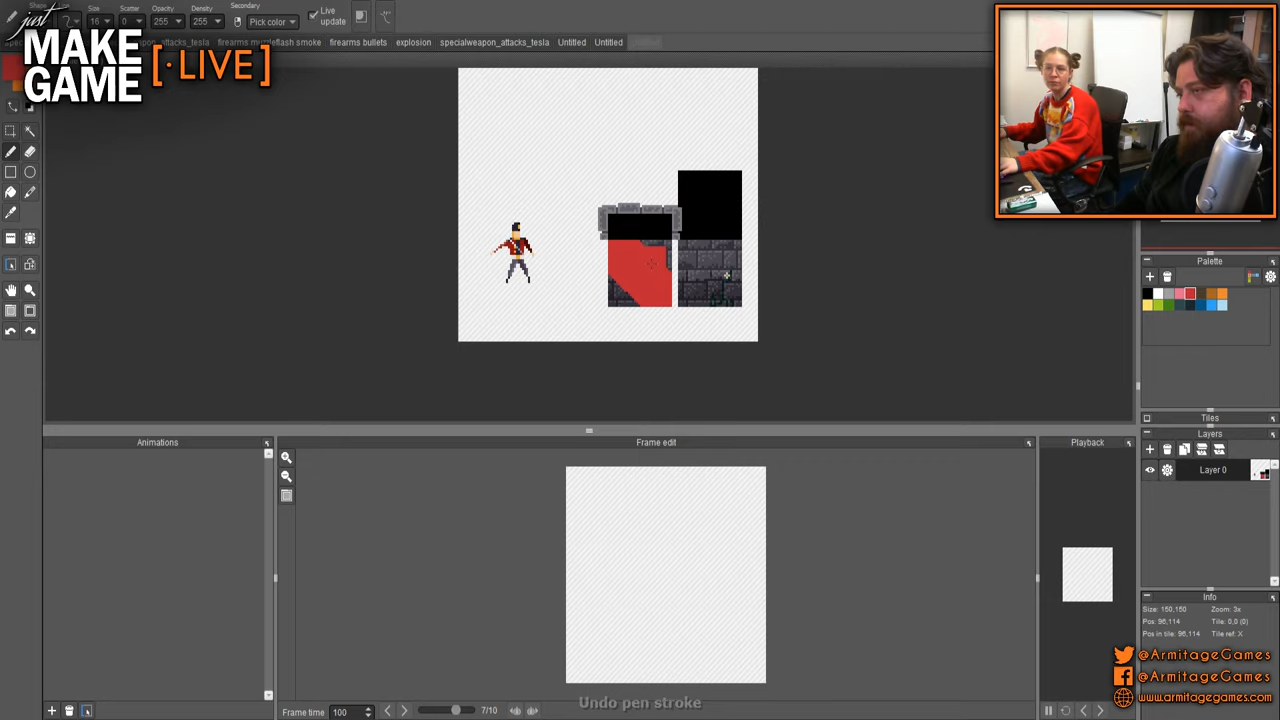 Size
Scatter
Opacity
Density
Secondary
16
0
255
255
Pick color
Live
update
just
MAKE
GAME
[·LIVE]
attacks_tesla
firearms muzzleflash smoke
firearms bullets
explosion
specialweapon_attacks_tesla
Untitled
Untitled
Palette
Tiles
Layers
Layer 0
Animations
Frame edit
Playback
Info
Size: 150,150
Zoom: 3x
Pos: 96,114
Tile: 0,0 (0)
Pos in tile: 96,114
Tile ref: X
@ArmitageGames
@ArmitageGames
www.armitagegames.com
Undo pen stroke
Frame time
100
7/10